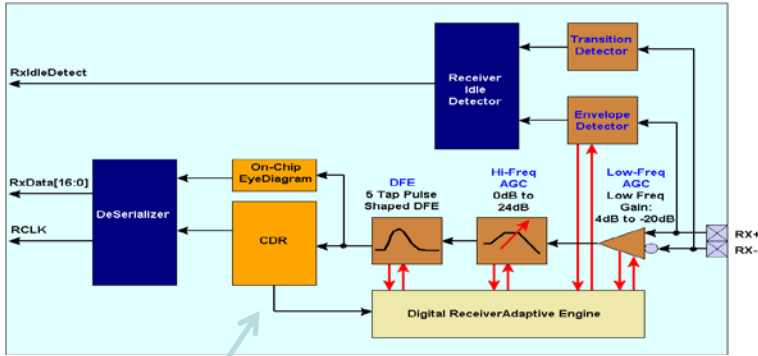 Transition
Detector
RxIdleDetect
Receiver
Idle
Detector
Envelope
Detector
On-Chip
EyeDiagram
DFE
5 Tap Pulse
Shaped DFE
Hi-Freq
AGC
0dB to
24dB
Low-Freq
AGC
Low Freq
Gain:
4dB to -20dB
RxData[16:0]
DeSerializer
RCLK
CDR
RX+
RX-
Digital ReceiverAdaptive Engine